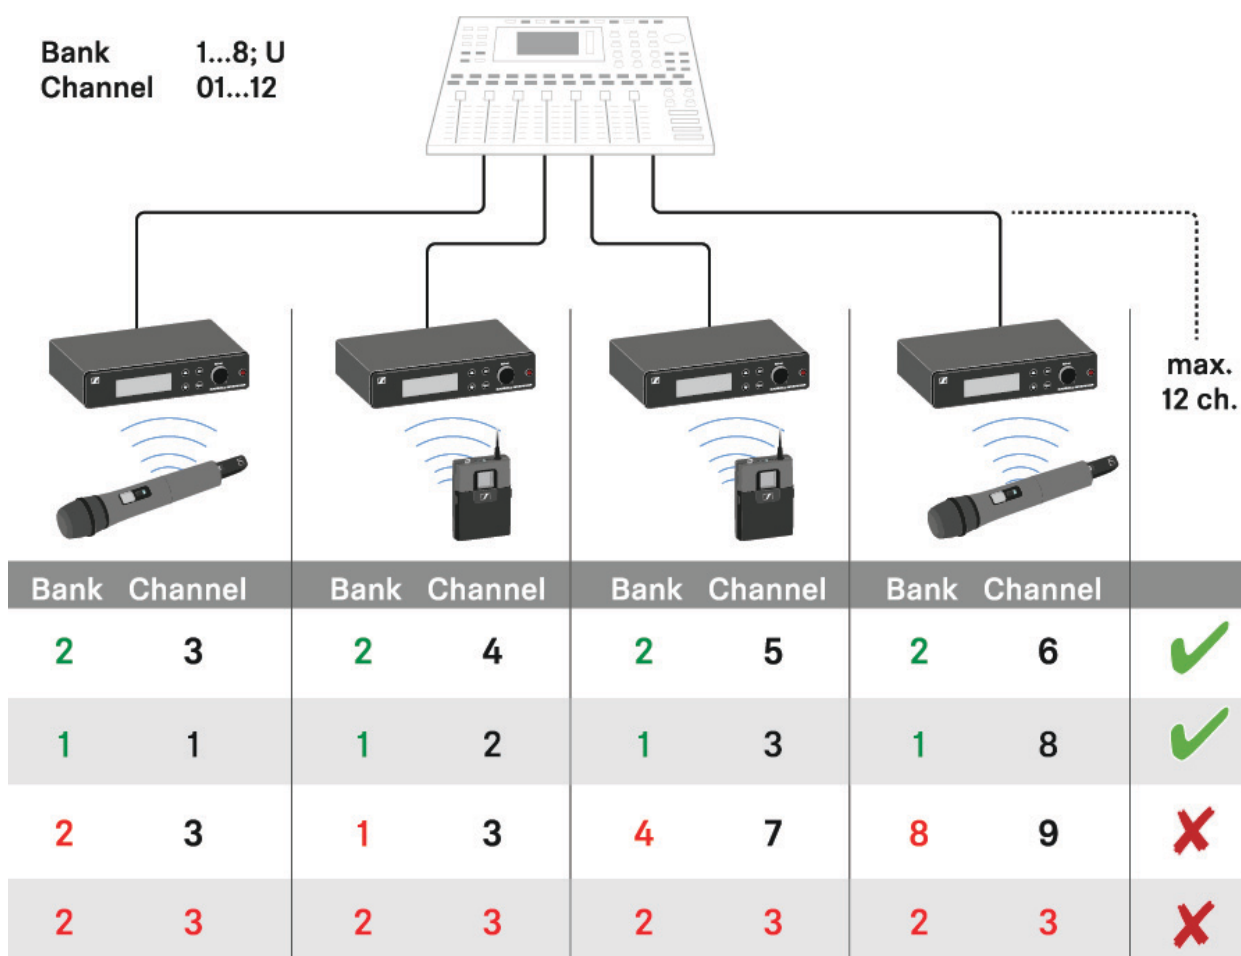 Bank 1...8; U
Channel 01...12
max.
12 ch.
Bank Channel Bank Channel Bank Channel Bank Channel
2 3 2 4 2 5 2 6
1 1 1 2 1 3 1 8
2 3 1 3 4 7 8 9
2 3 2 3 2 3 2 3